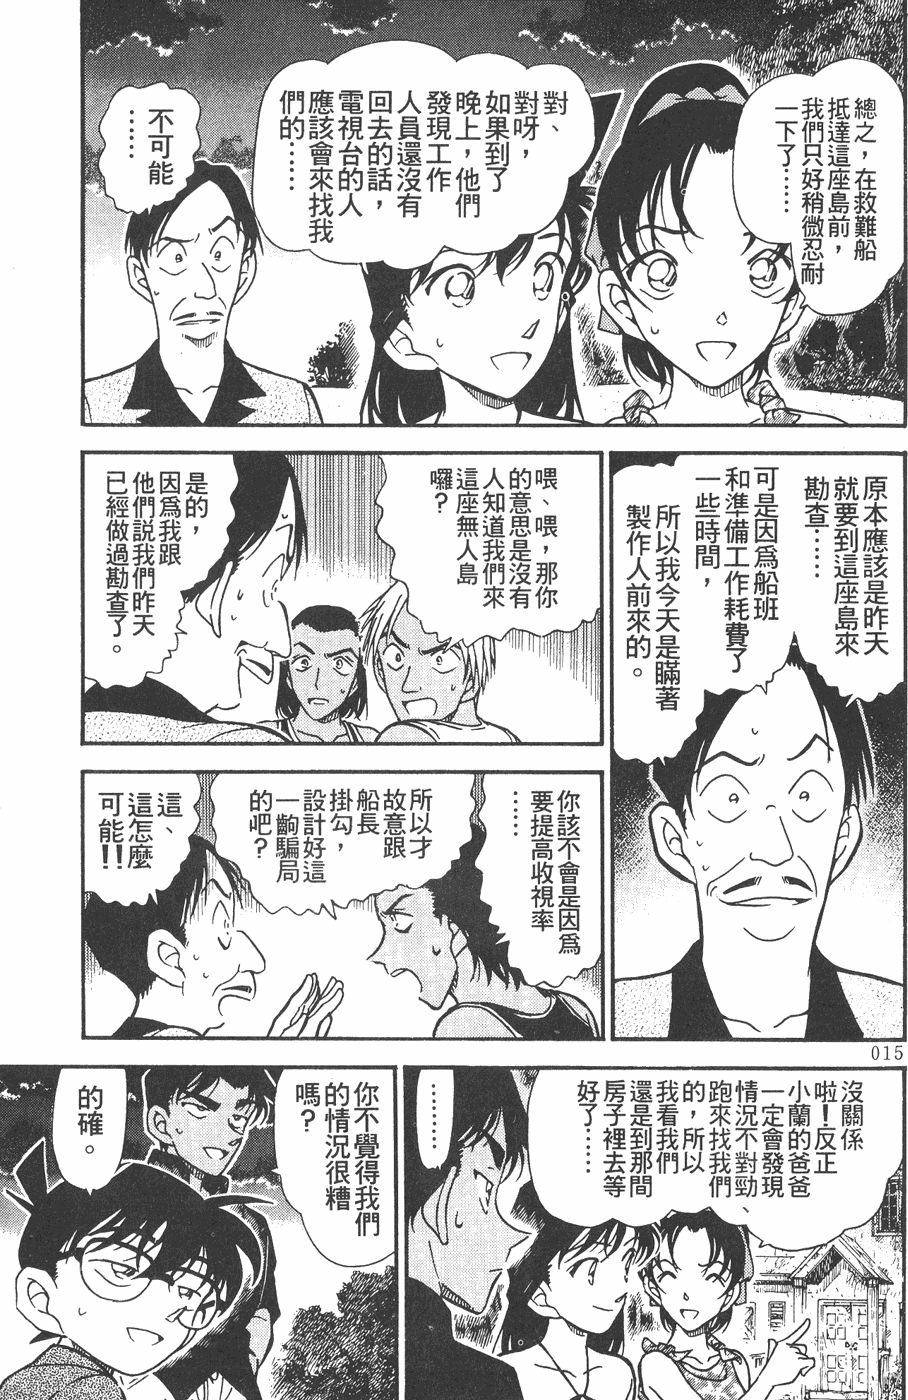 總之，在救難船
抵達這座島前，
我們只好稍微忍耐
一下了……
對、
對呀，
如果到了
晚上，他們
發現工作
人員還沒有
回去的話，
電視台的人
應該會來找我
們的……
不可能
……
原本應該是昨天
就要到這座島來
勘查……
可是因為船班
和準備工作耗費了
一些時間，
所以我今天是瞞著
製作人前來的。
喂、喂，那你
的意思是沒有
人知道我們來
這座無人島
囉？
是的，
因為我跟
他們說我們昨天
已經做過勘查了。
你該不會是因為
要提高收視率
……
所以才
故意跟
船長
掛勾，
設計好這
一齣騙局
的吧？
這、
這怎麼
可能!!
015
沒關係
啦！反正
小蘭的爸爸
一定會發現
情況不對勁、
跑來找我們
的，所以
我看我們
還是到那間
房子裡去等
好了……
……
你不覺得我們
的情況很糟
嗎？
的確。